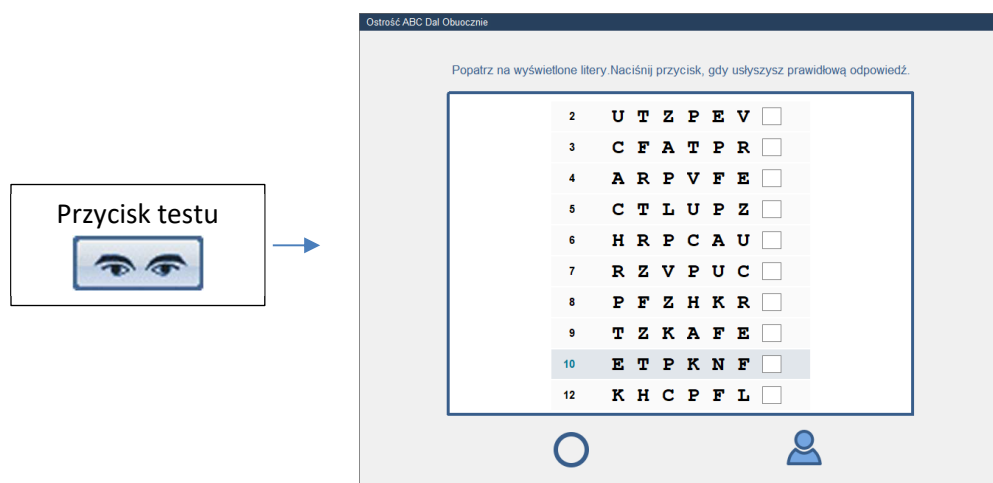 Ostrość ABC Dal Obuocznie
Popatrz na wyświetlone litery.Naciśnij przycisk, gdy usłyszysz prawidłową odpowiedź.
Przycisk testu
2 U T Z P E V
3 C F A T P R
4 A R P V F E
5 C T L U P Z
6 H R P C A U
7 R Z V P U C
8 P F Z H K R
9 T Z K A F E
10 E T P K N F
12 K H C P F L